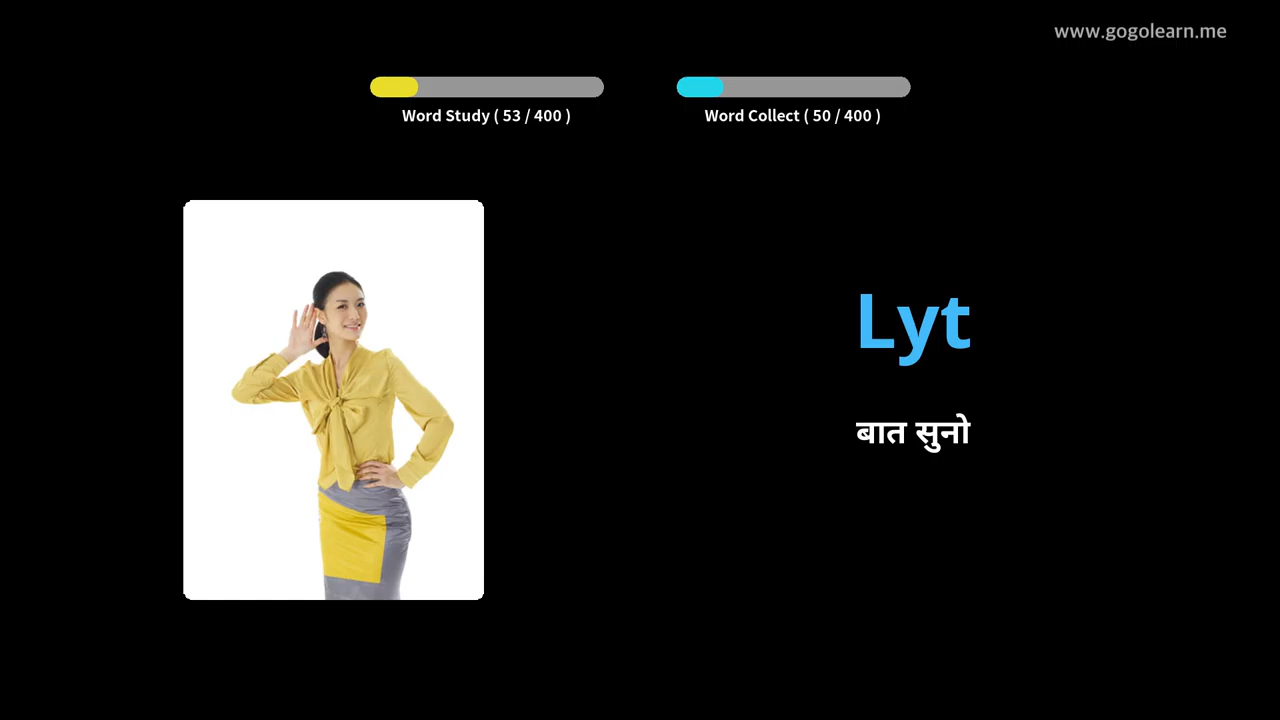 www.gogolearn.me
Word Study ( 53 / 400 )
Word Collect ( 50 / 400 )
Lyt
बात सुनो